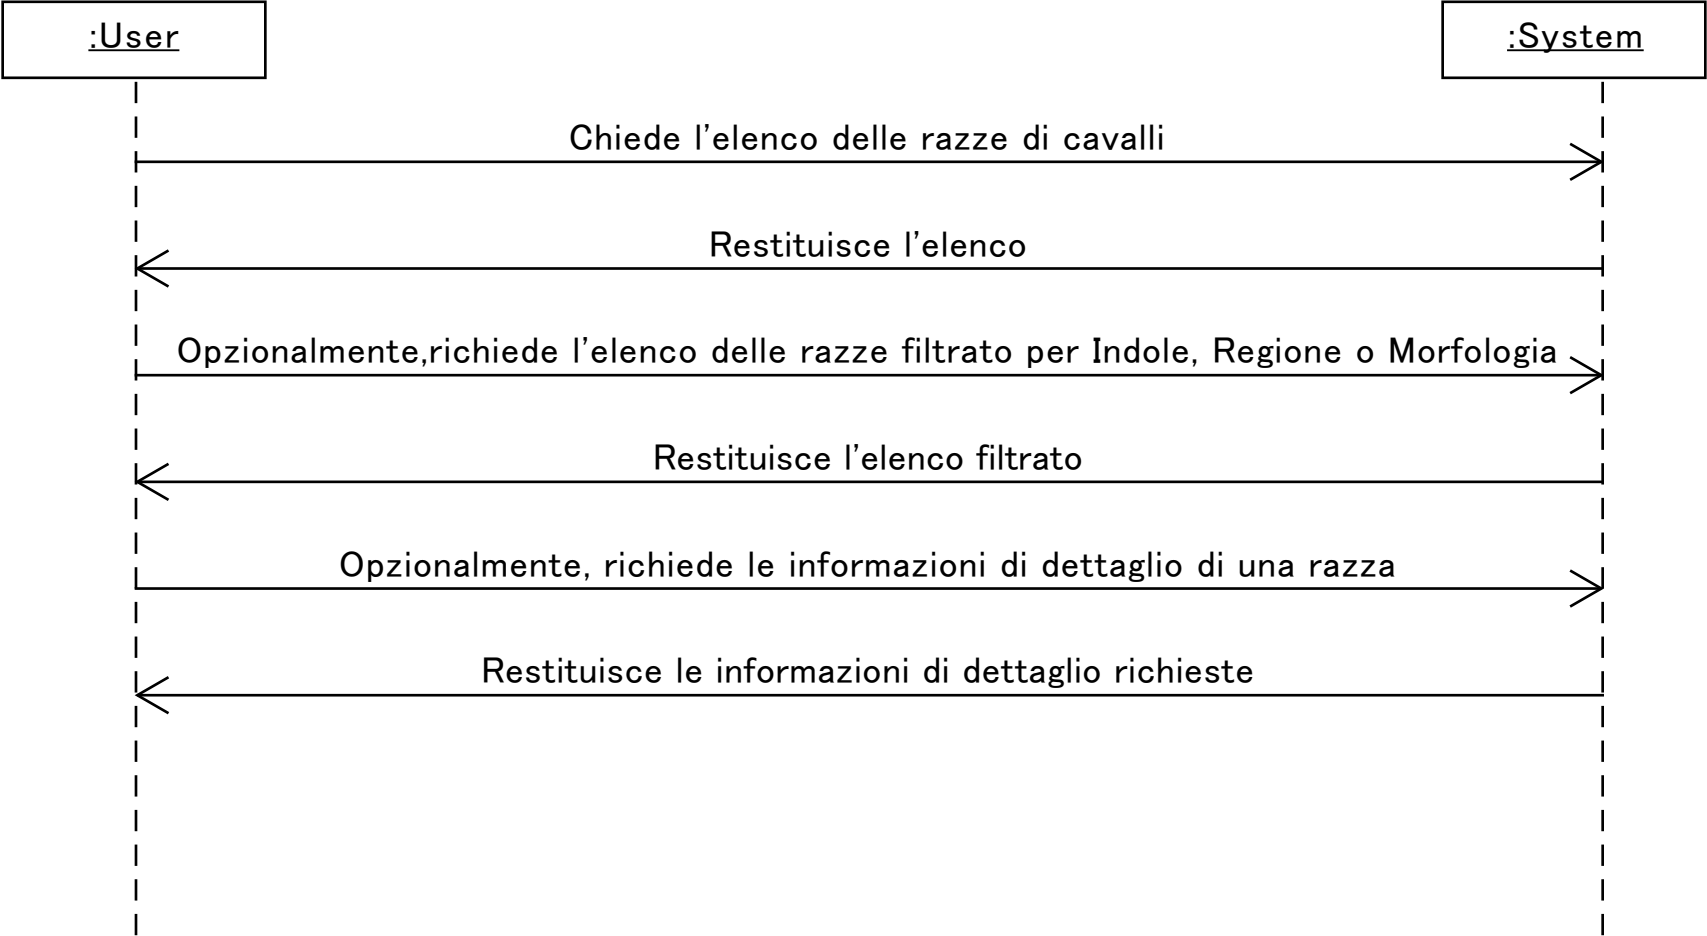 :User
:System
Chiede l'elenco delle razze di cavalli
Restituisce l'elenco
Opzionalmente,richiede l'elenco delle razze filtrato per Indole, Regione o Morfologia
Restituisce l'elenco filtrato
Opzionalmente, richiede le informazioni di dettaglio di una razza
Restituisce le informazioni di dettaglio richieste